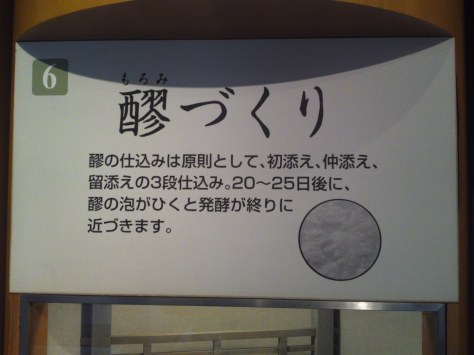 6
もろみ
醪づくり
醪の仕込みは原則として、初添え、仲添え、
留添えの3段仕込み。20～25日後に、
醪の泡がひくと発酵が終りに
近づきます。